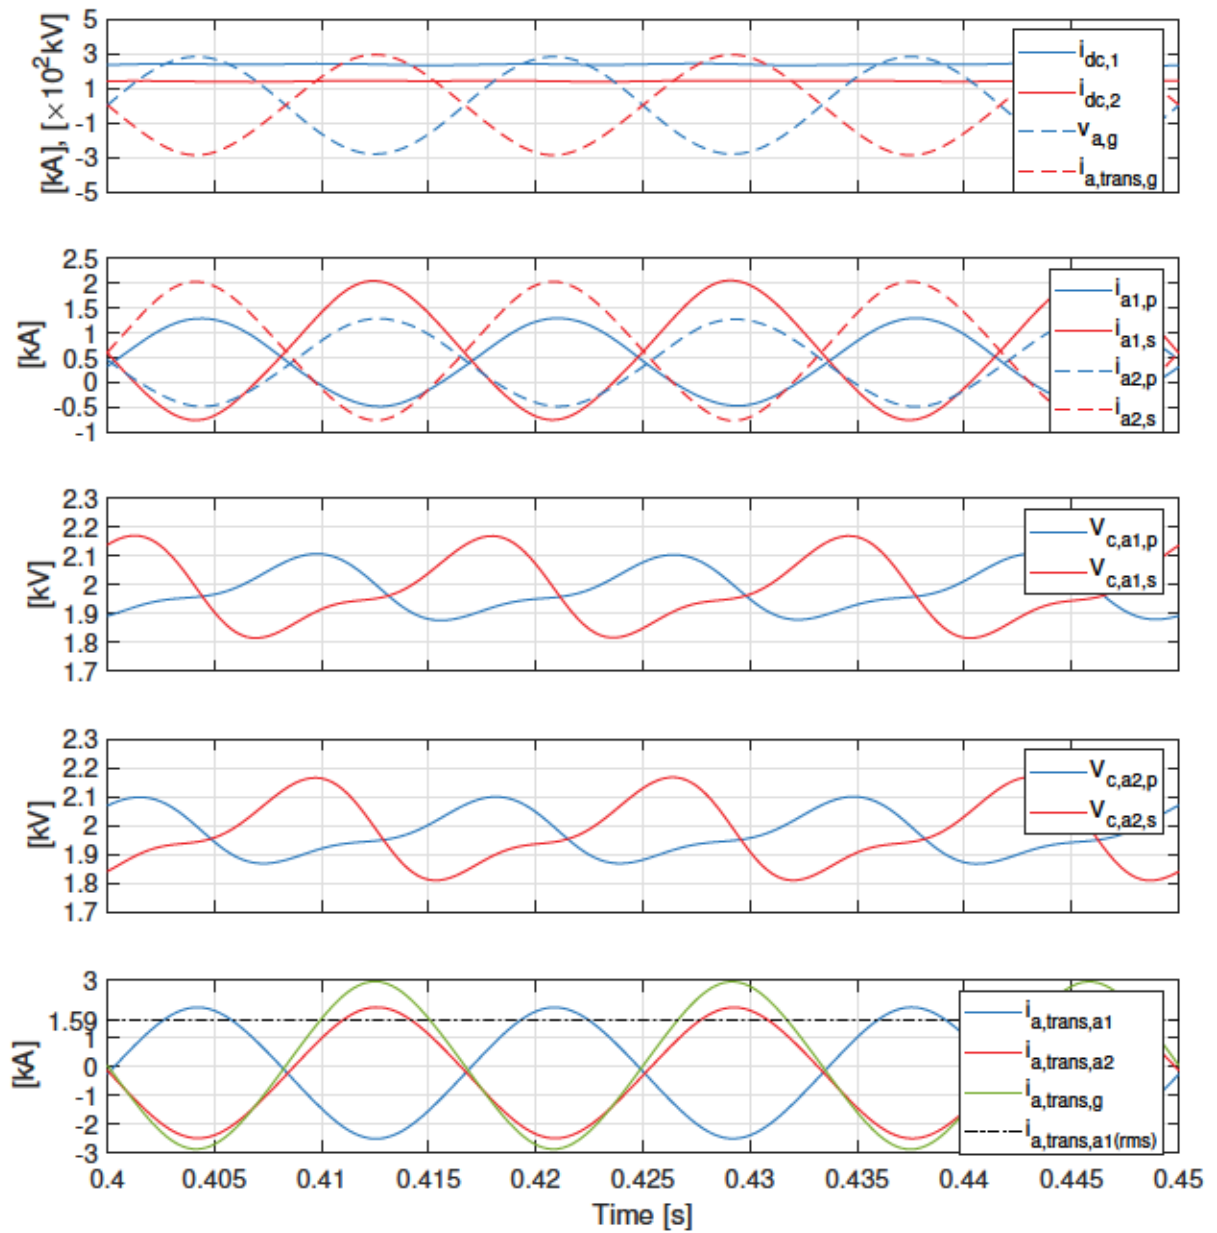 [kA], [×10²kV]
5
3
1
-1
-3
-5
i_dc,1
i_dc,2
v_a,g
i_a,trans,g
[kA]
2.5
2
1.5
1
0.5
0
-0.5
-1
i_a1,p
i_a1,s
i_a2,p
i_a2,s
[kV]
2.3
2.2
2.1
2
1.9
1.8
1.7
V_c,a1,p
V_c,a1,s
[kV]
2.3
2.2
2.1
2
1.9
1.8
1.7
V_c,a2,p
V_c,a2,s
[kA]
3
1.59
1
0
-1
-2
-3
i_a,trans,a1
i_a,trans,a2
i_a,trans,g
i_a,trans,a1(rms)
0.4 0.405 0.41 0.415 0.42 0.425 0.43 0.435 0.44 0.445 0.45
Time [s]